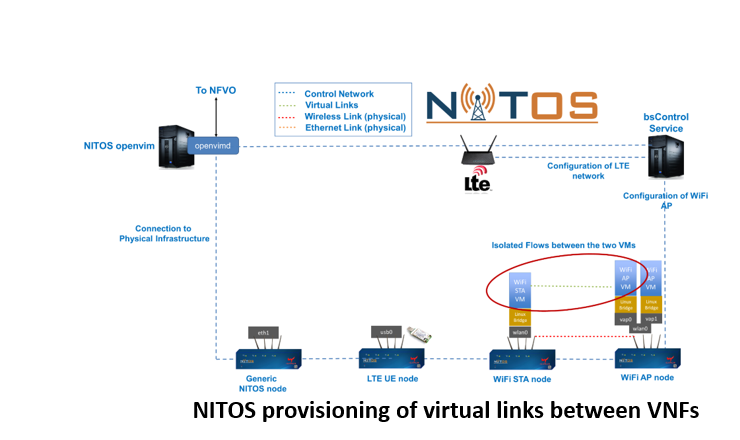 To NFVO
Control Network
Virtual Links
Wireless Link (physical)
Ethernet Link (physical)
NITOS
bsControl
Service
NITOS openvim
openvimd
Configuration of LTE
network
Lte
Configuration of WiFi
AP
Connection to
Physical Infrastructure
Isolated Flows between the two VMs
WiFi
STA
VM
WiFi
AP
VM
WiFi
AP
VM
Linux
Bridge
Linux
Bridge
Linux
Bridge
vap0
vap1
eth1
usb0
wlan0
wlan0
Generic
NITOS node
LTE UE node
WiFi STA node
WiFi AP node
NITOS provisioning of virtual links between VNFs